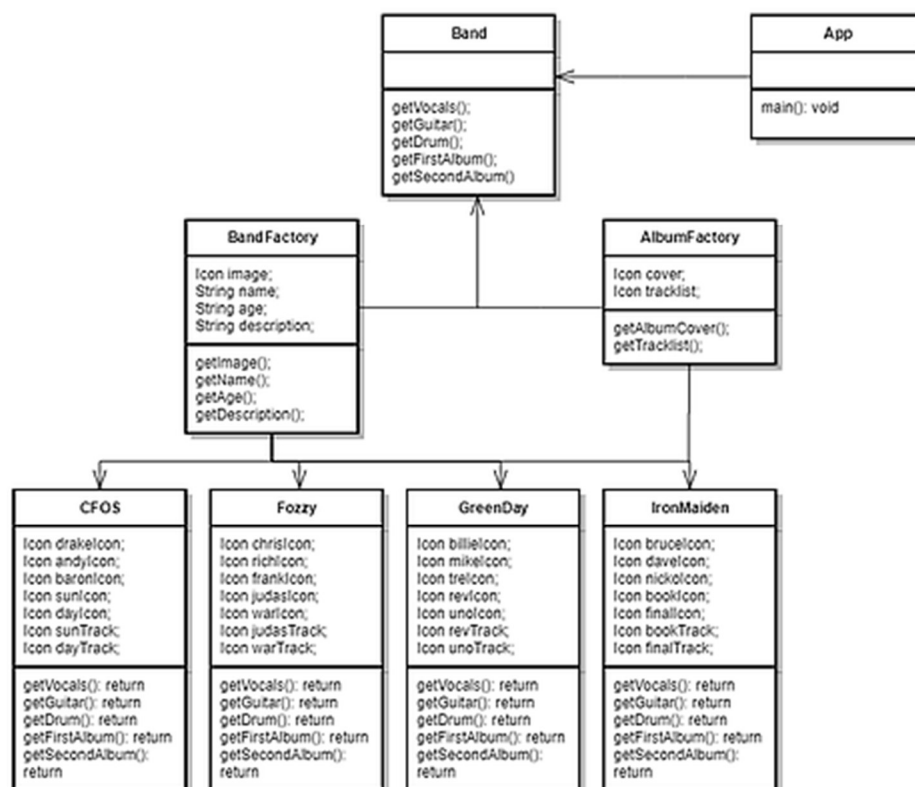 Band
getVocals();
getGuitar();
getDrum();
getFirstAlbum();
getSecondAlbum()
App
main(): void
BandFactory
Icon image;
String name;
String age;
String description;
getImage();
getName();
getAge();
getDescription();
AlbumFactory
Icon cover;
Icon tracklist;
getAlbumCover();
getTracklist();
CFOS
Icon drakeIcon;
Icon andyIcon;
Icon baronIcon;
Icon sunIcon;
Icon dayIcon;
Icon sunTrack;
Icon dayTrack;
getVocals(): return
getGuitar(): return
getDrum(): return
getFirstAlbum(): return
getSecondAlbum():
return
Fozzy
Icon chrisIcon;
Icon richIcon;
Icon frankIcon;
Icon judasIcon;
Icon warIcon;
Icon judasTrack;
Icon warTrack;
getVocals(): return
getGuitar(): return
getDrum(): return
getFirstAlbum(): return
getSecondAlbum():
return
GreenDay
Icon billieIcon;
Icon mikeIcon;
Icon treIcon;
Icon revIcon;
Icon unoIcon;
Icon revTrack;
Icon unoTrack;
getVocals(): return
getGuitar(): return
getDrum(): return
getFirstAlbum(): return
getSecondAlbum():
return
IronMaiden
Icon bruceIcon;
Icon daveIcon;
Icon nickoIcon;
Icon bookIcon;
Icon finalIcon;
Icon bookTrack;
Icon finalTrack;
getVocals(): return
getGuitar(): return
getDrum(): return
getFirstAlbum(): return
getSecondAlbum():
return